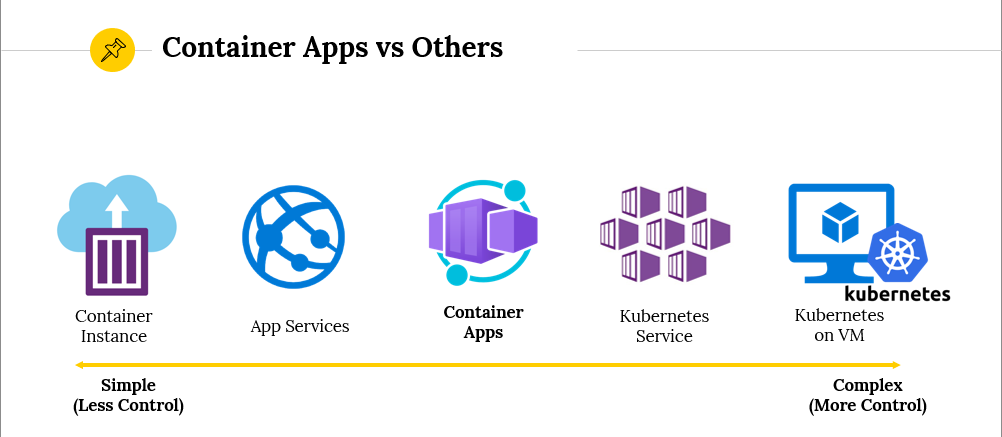 Container Apps vs Others
kubernetes
Container
Instance
App Services
Container
Apps
Kubernetes
Service
Kubernetes
on VM
Simple
(Less Control)
Complex
(More Control)